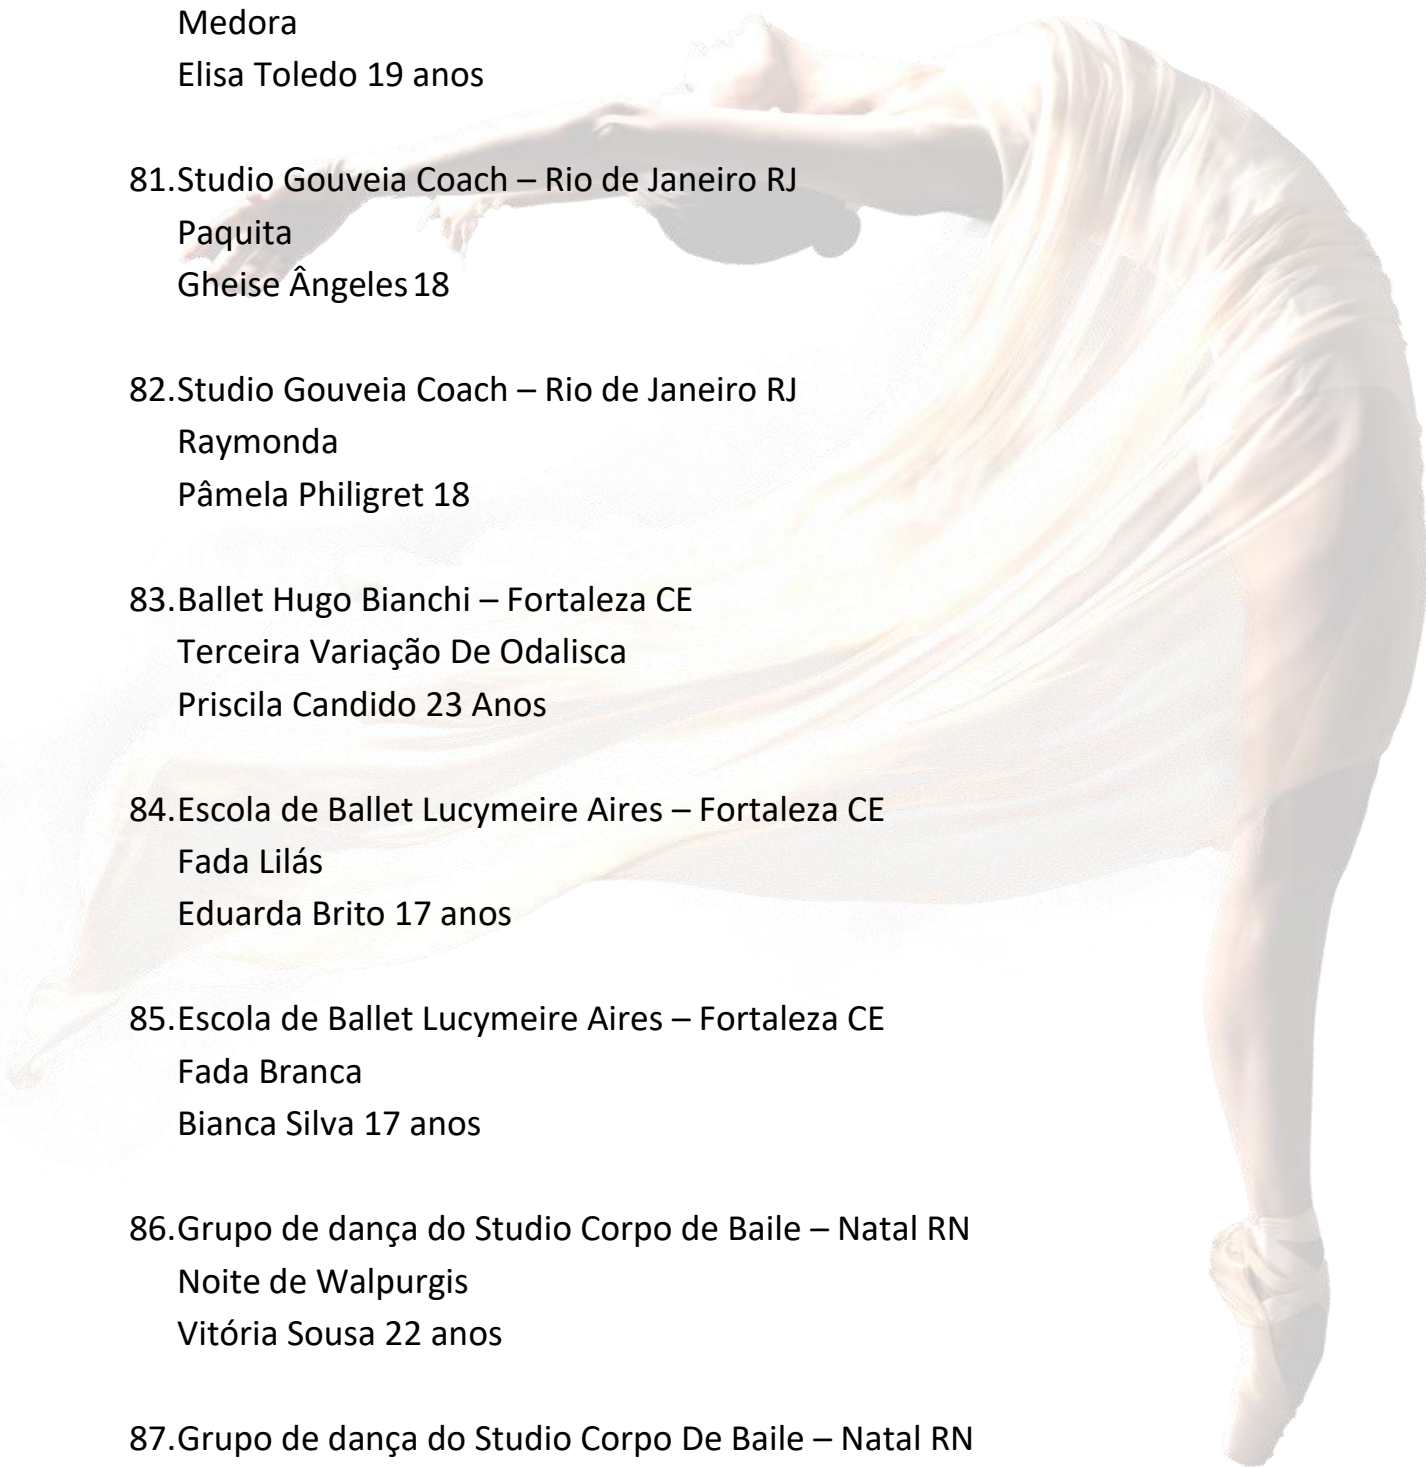 Medora
Elisa Toledo 19 anos
81.Studio Gouveia Coach – Rio de Janeiro RJ
Paquita
Gheise Ângeles 18
82.Studio Gouveia Coach – Rio de Janeiro RJ
Raymonda
Pâmela Philigret 18
83.Ballet Hugo Bianchi – Fortaleza CE
Terceira Variação De Odalisca
Priscila Candido 23 Anos
84.Escola de Ballet Lucymeire Aires – Fortaleza CE
Fada Lilás
Eduarda Brito 17 anos
85.Escola de Ballet Lucymeire Aires – Fortaleza CE
Fada Branca
Bianca Silva 17 anos
86.Grupo de dança do Studio Corpo de Baile – Natal RN
Noite de Walpurgis
Vitória Sousa 22 anos
87.Grupo de dança do Studio Corpo De Baile – Natal RN